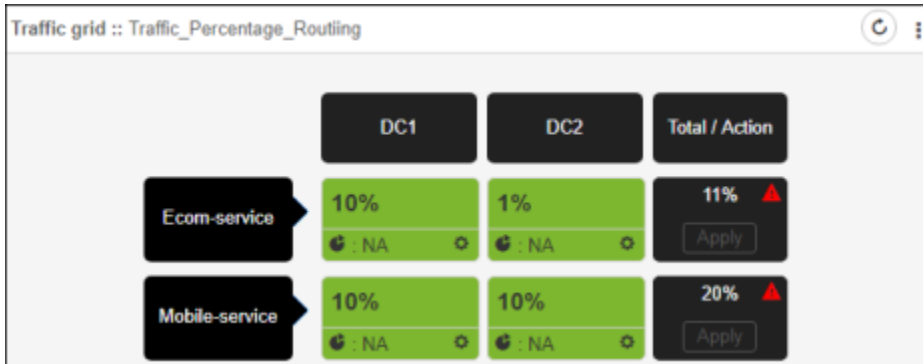 Traffic grid :: Traffic_Percentage_Routiing
DC1 DC2 Total / Action
Ecom-service 10% 1% 11%
: NA : NA Apply
Mobile-service 10% 10% 20%
: NA : NA Apply